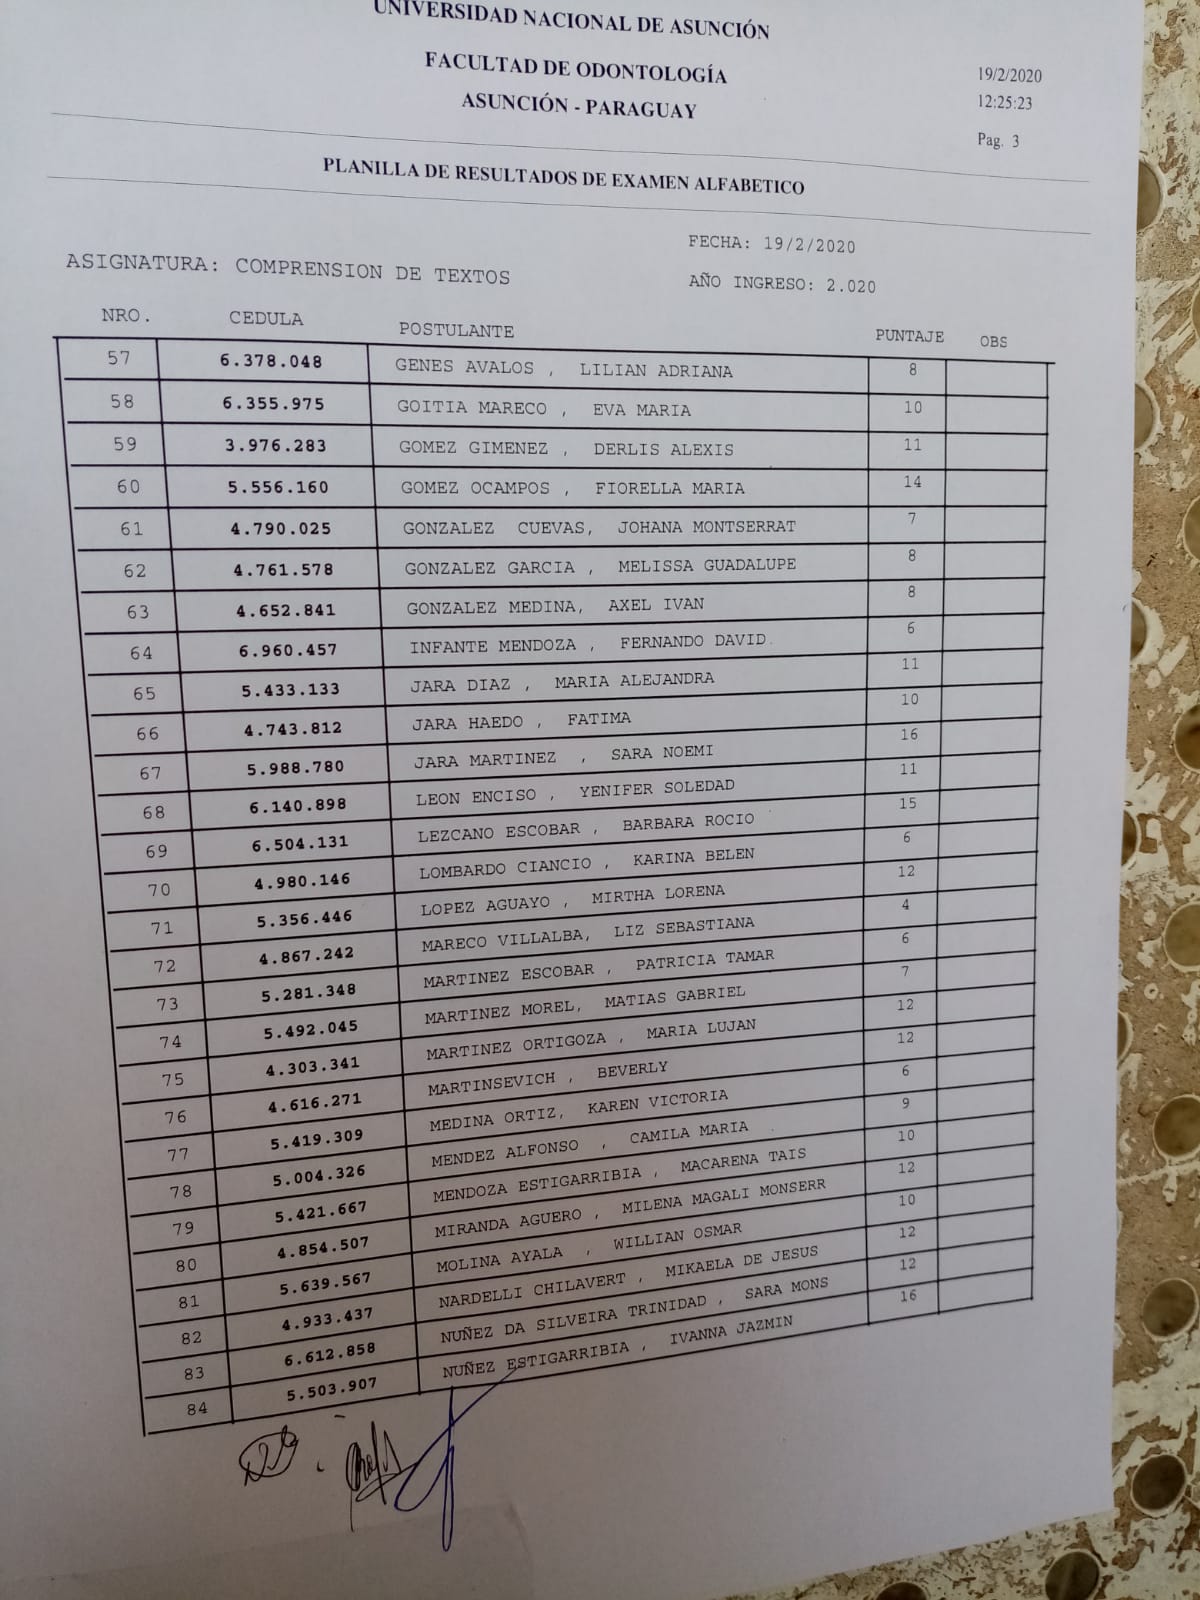 UNIVERSIDAD NACIONAL DE ASUNCIÓN
FACULTAD DE ODONTOLOGÍA
ASUNCIÓN - PARAGUAY
19/2/2020
12:25:23
Pag. 3
PLANILLA DE RESULTADOS DE EXAMEN ALFABETICO
FECHA: 19/2/2020
ASIGNATURA: COMPRENSION DE TEXTOS
AÑO INGRESO: 2.020
NRO. CEDULA POSTULANTE PUNTAJE OBS
57 6.378.048 GENES AVALOS , LILIAN ADRIANA 8
58 6.355.975 GOITIA MARECO , EVA MARIA 10
59 3.976.283 GOMEZ GIMENEZ , DERLIS ALEXIS 11
60 5.556.160 GOMEZ OCAMPOS , FIORELLA MARIA 14
61 4.790.025 GONZALEZ CUEVAS, JOHANA MONTSERRAT 7
62 4.761.578 GONZALEZ GARCIA , MELISSA GUADALUPE 8
63 4.652.841 GONZALEZ MEDINA, AXEL IVAN 8
64 6.960.457 INFANTE MENDOZA , FERNANDO DAVID 6
65 5.433.133 JARA DIAZ , MARIA ALEJANDRA 11
66 4.743.812 JARA HAEDO , FATIMA 10
67 5.988.780 JARA MARTINEZ , SARA NOEMI 16
68 6.140.898 LEON ENCISO , YENIFER SOLEDAD 11
69 6.504.131 LEZCANO ESCOBAR , BARBARA ROCIO 15
70 4.980.146 LOMBARDO CIANCIO , KARINA BELEN 6
71 5.356.446 LOPEZ AGUAYO , MIRTHA LORENA 12
72 4.867.242 MARECO VILLALBA, LIZ SEBASTIANA 4
73 5.281.348 MARTINEZ ESCOBAR , PATRICIA TAMAR 6
74 5.492.045 MARTINEZ MOREL, MATIAS GABRIEL 7
75 4.303.341 MARTINEZ ORTIGOZA , MARIA LUJAN 12
76 4.616.271 MARTINSEVICH , BEVERLY 12
77 5.419.309 MEDINA ORTIZ, KAREN VICTORIA 6
78 5.004.326 MENDEZ ALFONSO , CAMILA MARIA 9
79 5.421.667 MENDOZA ESTIGARRIBIA , MACARENA TAIS 10
80 4.854.507 MIRANDA AGUERO , MILENA MAGALI MONSERR 12
81 5.639.567 MOLINA AYALA , WILLIAN OSMAR 10
82 4.933.437 NARDELLI CHILAVERT , MIKAELA DE JESUS 12
83 6.612.858 NUÑEZ DA SILVEIRA TRINIDAD , SARA MONS 12
84 5.503.907 NUÑEZ ESTIGARRIBIA , IVANNA JAZMIN 16